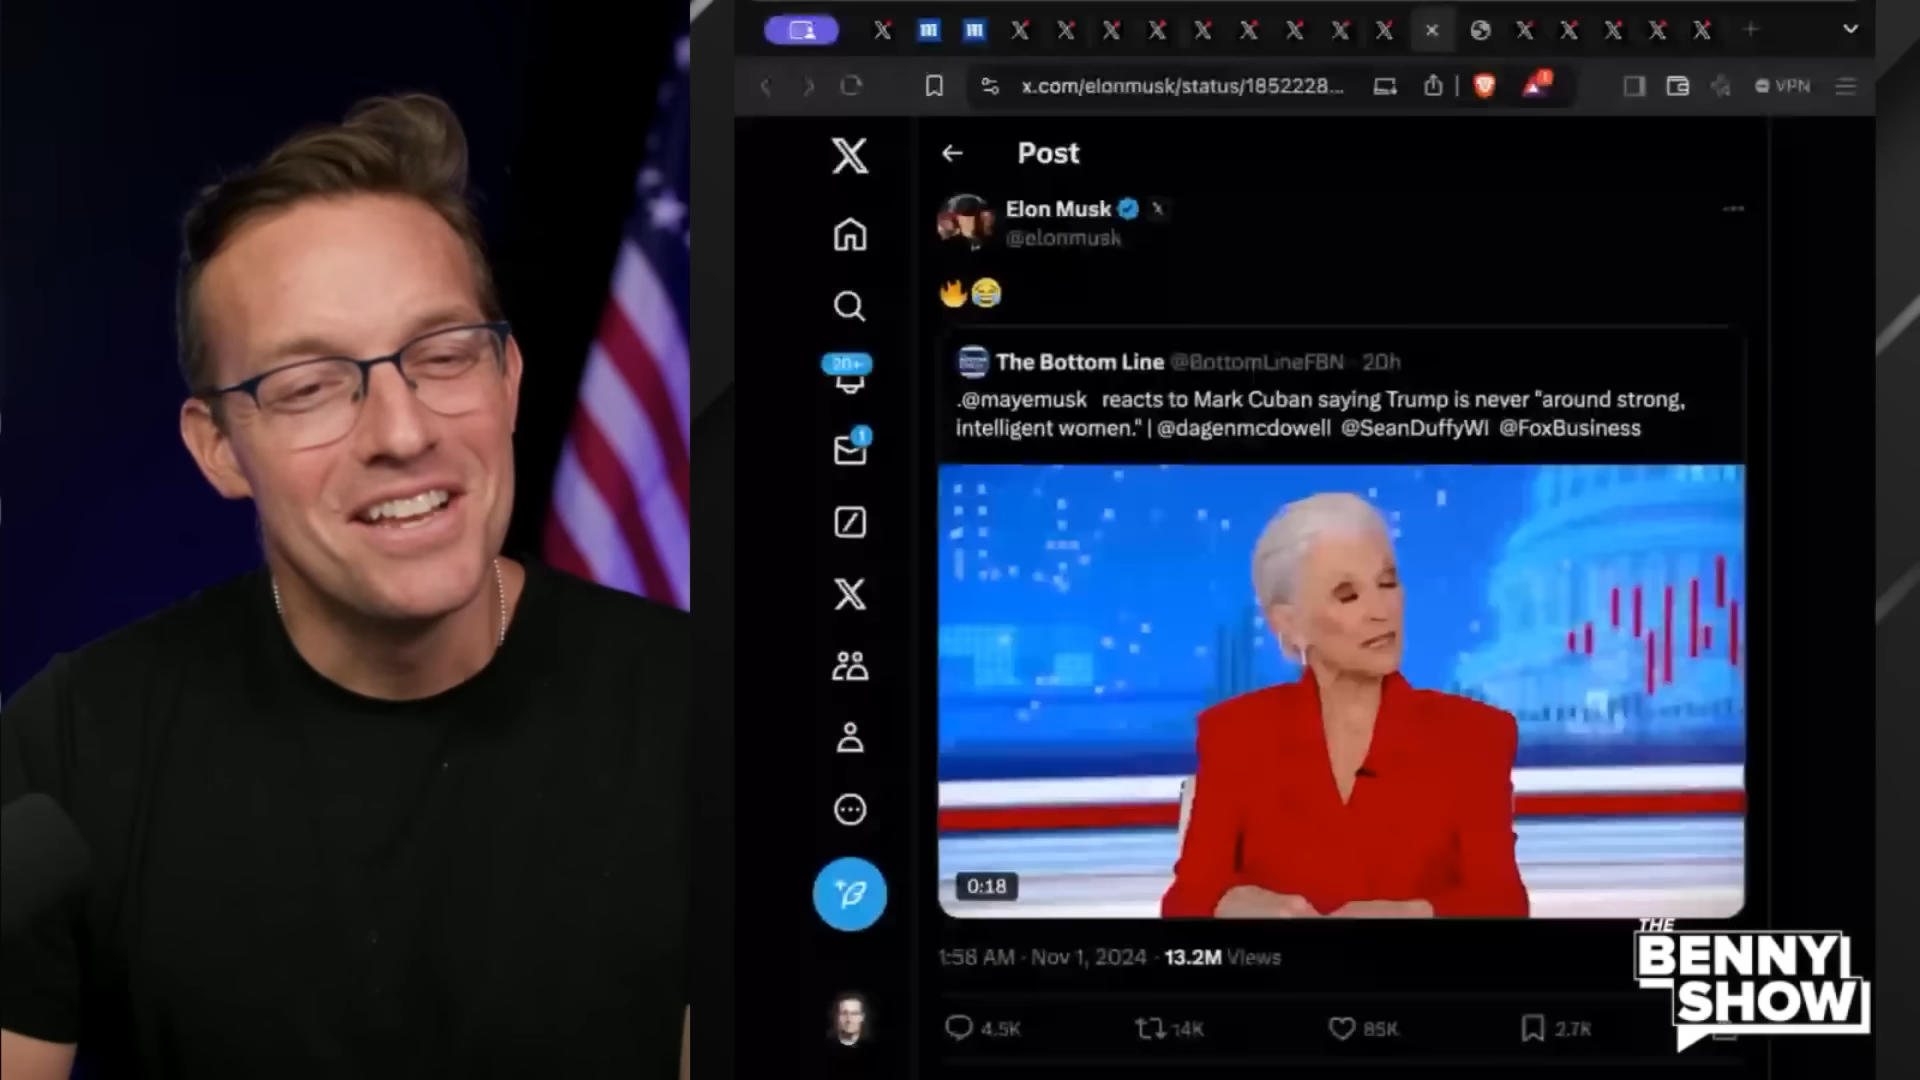 x.com/elonmusk/status/1852228...
VPN
Post
Elon Musk
@elonmusk
🔥😂
20+
The Bottom Line @BottomLineFBN · 20h
.@mayemusk reacts to Mark Cuban saying Trump is never "around strong,
intelligent women." | @dagenmcdowell @SeanDuffyWI @FoxBusiness
1
0:18
1:58 AM · Nov 1, 2024 · 13.2M Views
4.5K 14K 85K 2.7K
THE
BENNY
SHOW